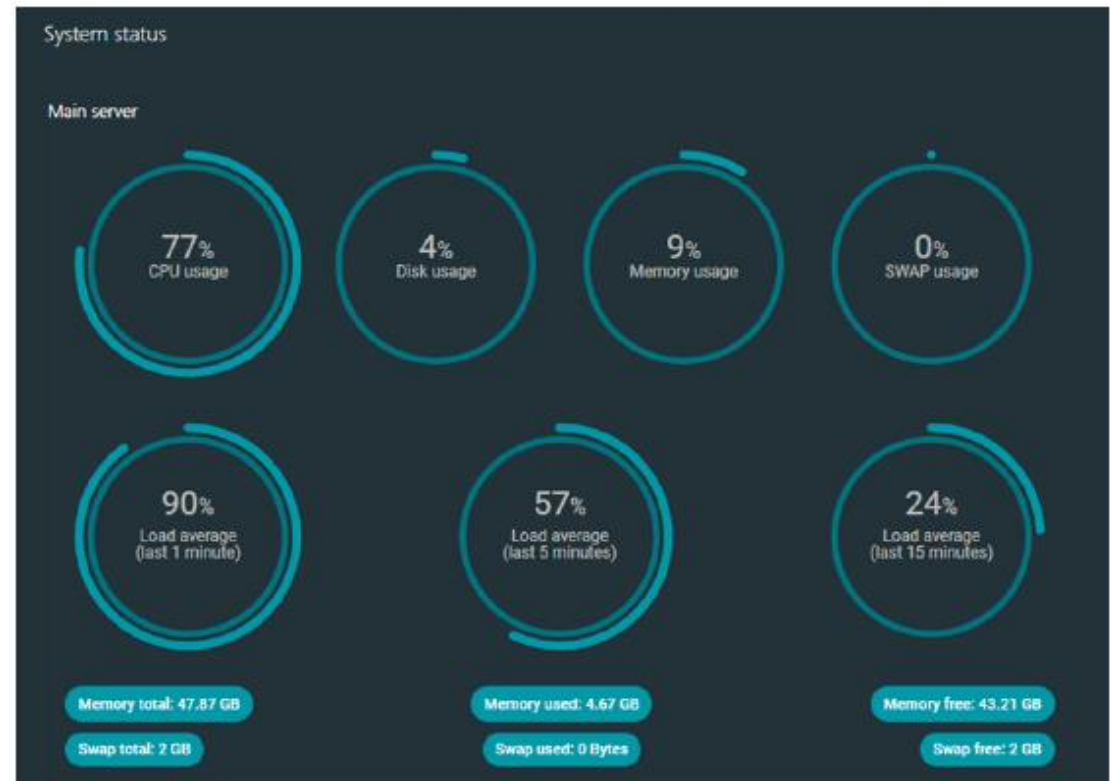 System status
Main server
77%
CPU usage
4%
Disk usage
9%
Memory usage
0%
SWAP usage
90%
Load average
(last 1 minute)
57%
Load average
(last 5 minutes)
24%
Load average
(last 15 minutes)
Memory total: 47.87 GB
Memory used: 4.67 GB
Memory free: 43.21 GB
Swap total: 2 GB
Swap used: 0 Bytes
Swap free: 2 GB